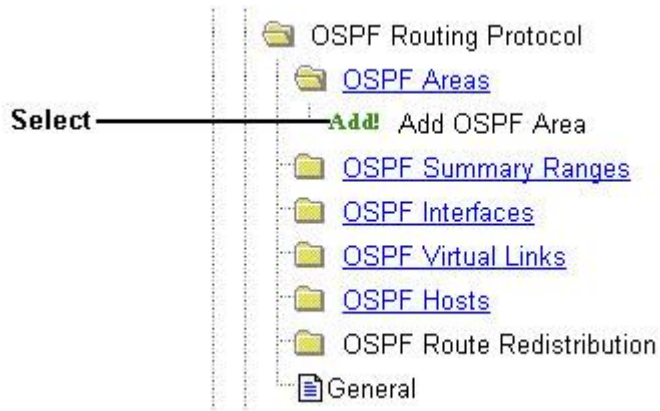 OSPF Routing Protocol
OSPF Areas
Select Add! Add OSPF Area
OSPF Summary Ranges
OSPF Interfaces
OSPF Virtual Links
OSPF Hosts
OSPF Route Redistribution
General